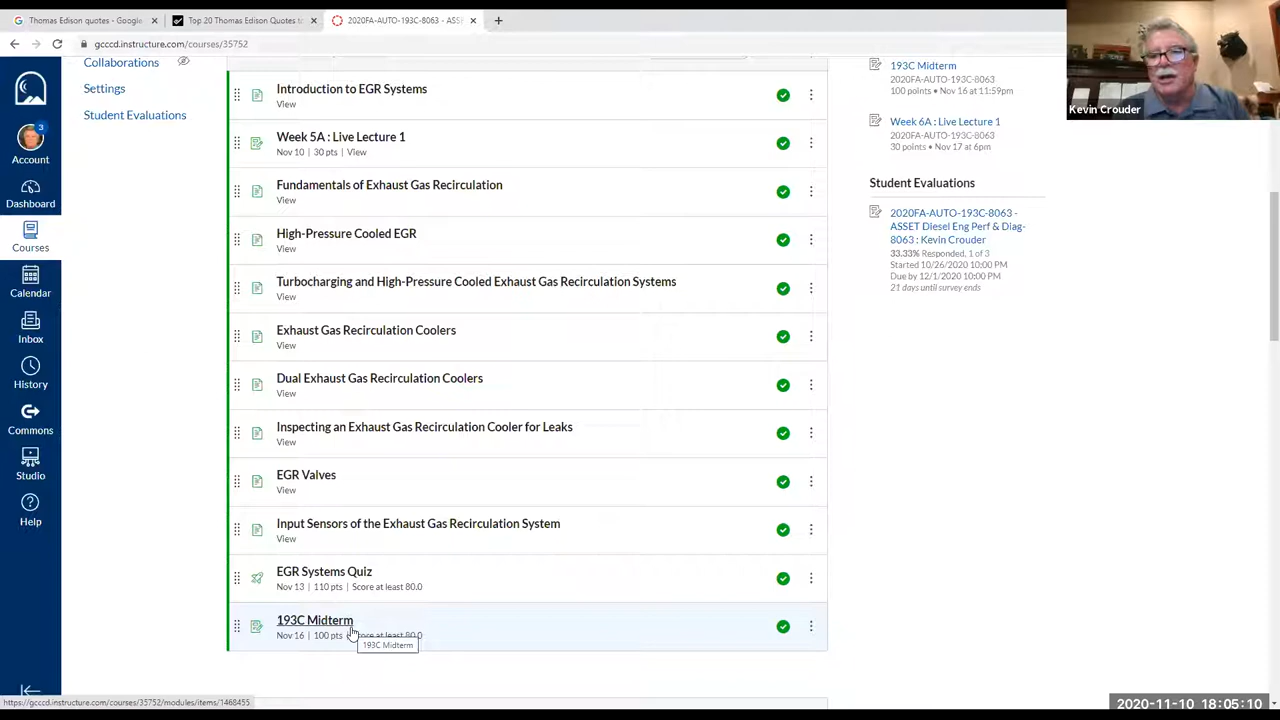 Thomas Edison quotes - Google
Top 20 Thomas Edison Quotes to
2020FA-AUTO-193C-8063 - ASS
gcccd.instructure.com/courses/35752
Kevin Crouder
3
Account
Dashboard
Courses
Calendar
Inbox
History
Commons
Studio
Help
Collaborations
Settings
Student Evaluations
Introduction to EGR Systems
View
Week 5A : Live Lecture 1
Nov 10 | 30 pts | View
Fundamentals of Exhaust Gas Recirculation
View
High-Pressure Cooled EGR
View
Turbocharging and High-Pressure Cooled Exhaust Gas Recirculation Systems
View
Exhaust Gas Recirculation Coolers
View
Dual Exhaust Gas Recirculation Coolers
View
Inspecting an Exhaust Gas Recirculation Cooler for Leaks
View
EGR Valves
View
Input Sensors of the Exhaust Gas Recirculation System
View
EGR Systems Quiz
Nov 13 | 110 pts | Score at least 80.0
193C Midterm
Nov 16 | 100 pts | Score at least 80.0
193C Midterm
193C Midterm
2020FA-AUTO-193C-8063
100 points • Nov 16 at 11:59pm
Week 6A : Live Lecture 1
2020FA-AUTO-193C-8063
30 points • Nov 17 at 6pm
Student Evaluations
2020FA-AUTO-193C-8063 -
ASSET Diesel Eng Perf & Diag-
8063 : Kevin Crouder
33.33% Responded, 1 of 3
Started 10/26/2020 10:00 PM
Due by 12/1/2020 10:00 PM
21 days until survey ends
https://gcccd.instructure.com/courses/35752/modules/items/1468455
2020-11-10 18:05:10